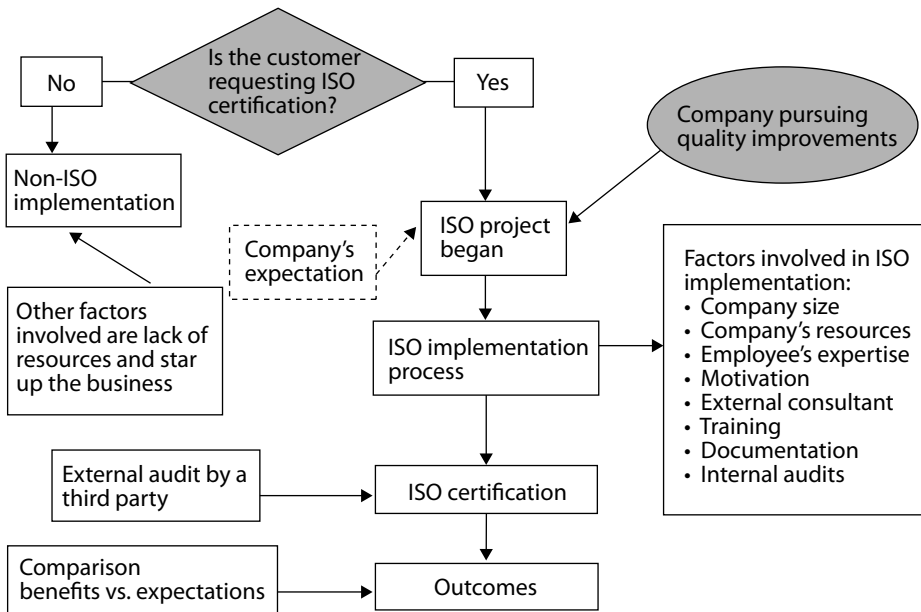 Is the customer
requesting ISO
certification?
No
Yes
Company pursuing
quality improvements
Non-ISO
implementation
Company's
expectation
ISO project
began
Factors involved in ISO
implementation:
• Company size
• Company's resources
• Employee's expertise
• Motivation
• External consultant
• Training
• Documentation
• Internal audits
Other factors
involved are lack of
resources and star
up the business
ISO implementation
process
External audit by a
third party
ISO certification
Comparison
benefits vs. expectations
Outcomes